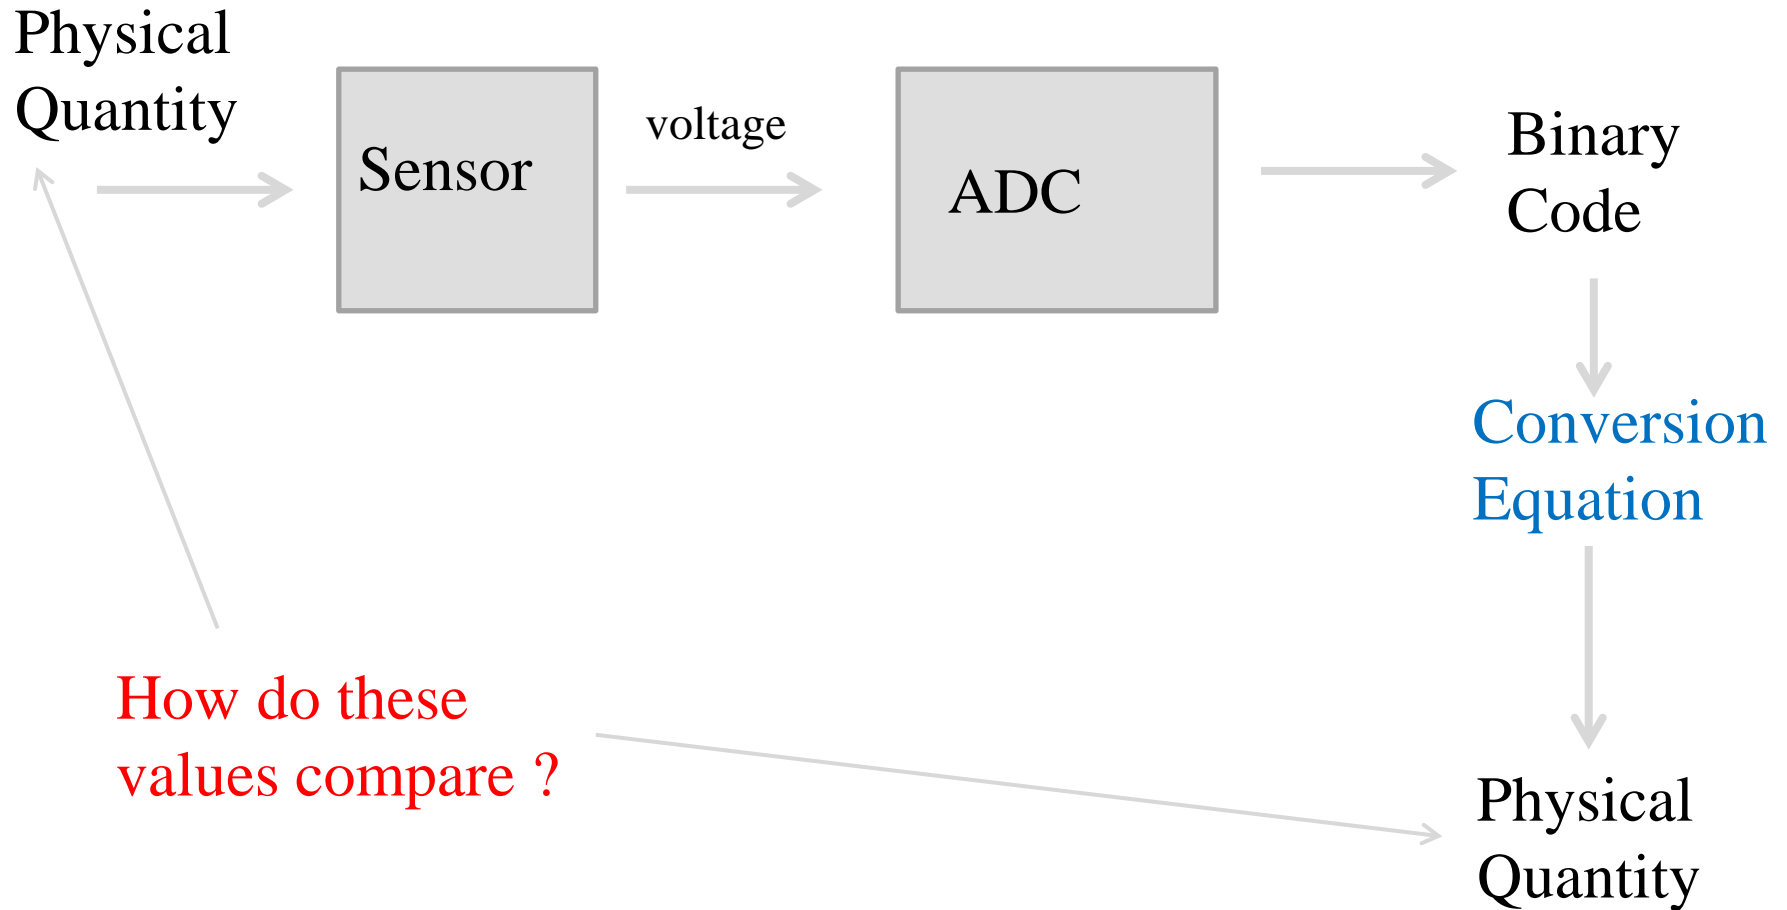 Physical
Quantity
Sensor
voltage
ADC
Binary
Code
Conversion
Equation
How do these
values compare ?
Physical
Quantity